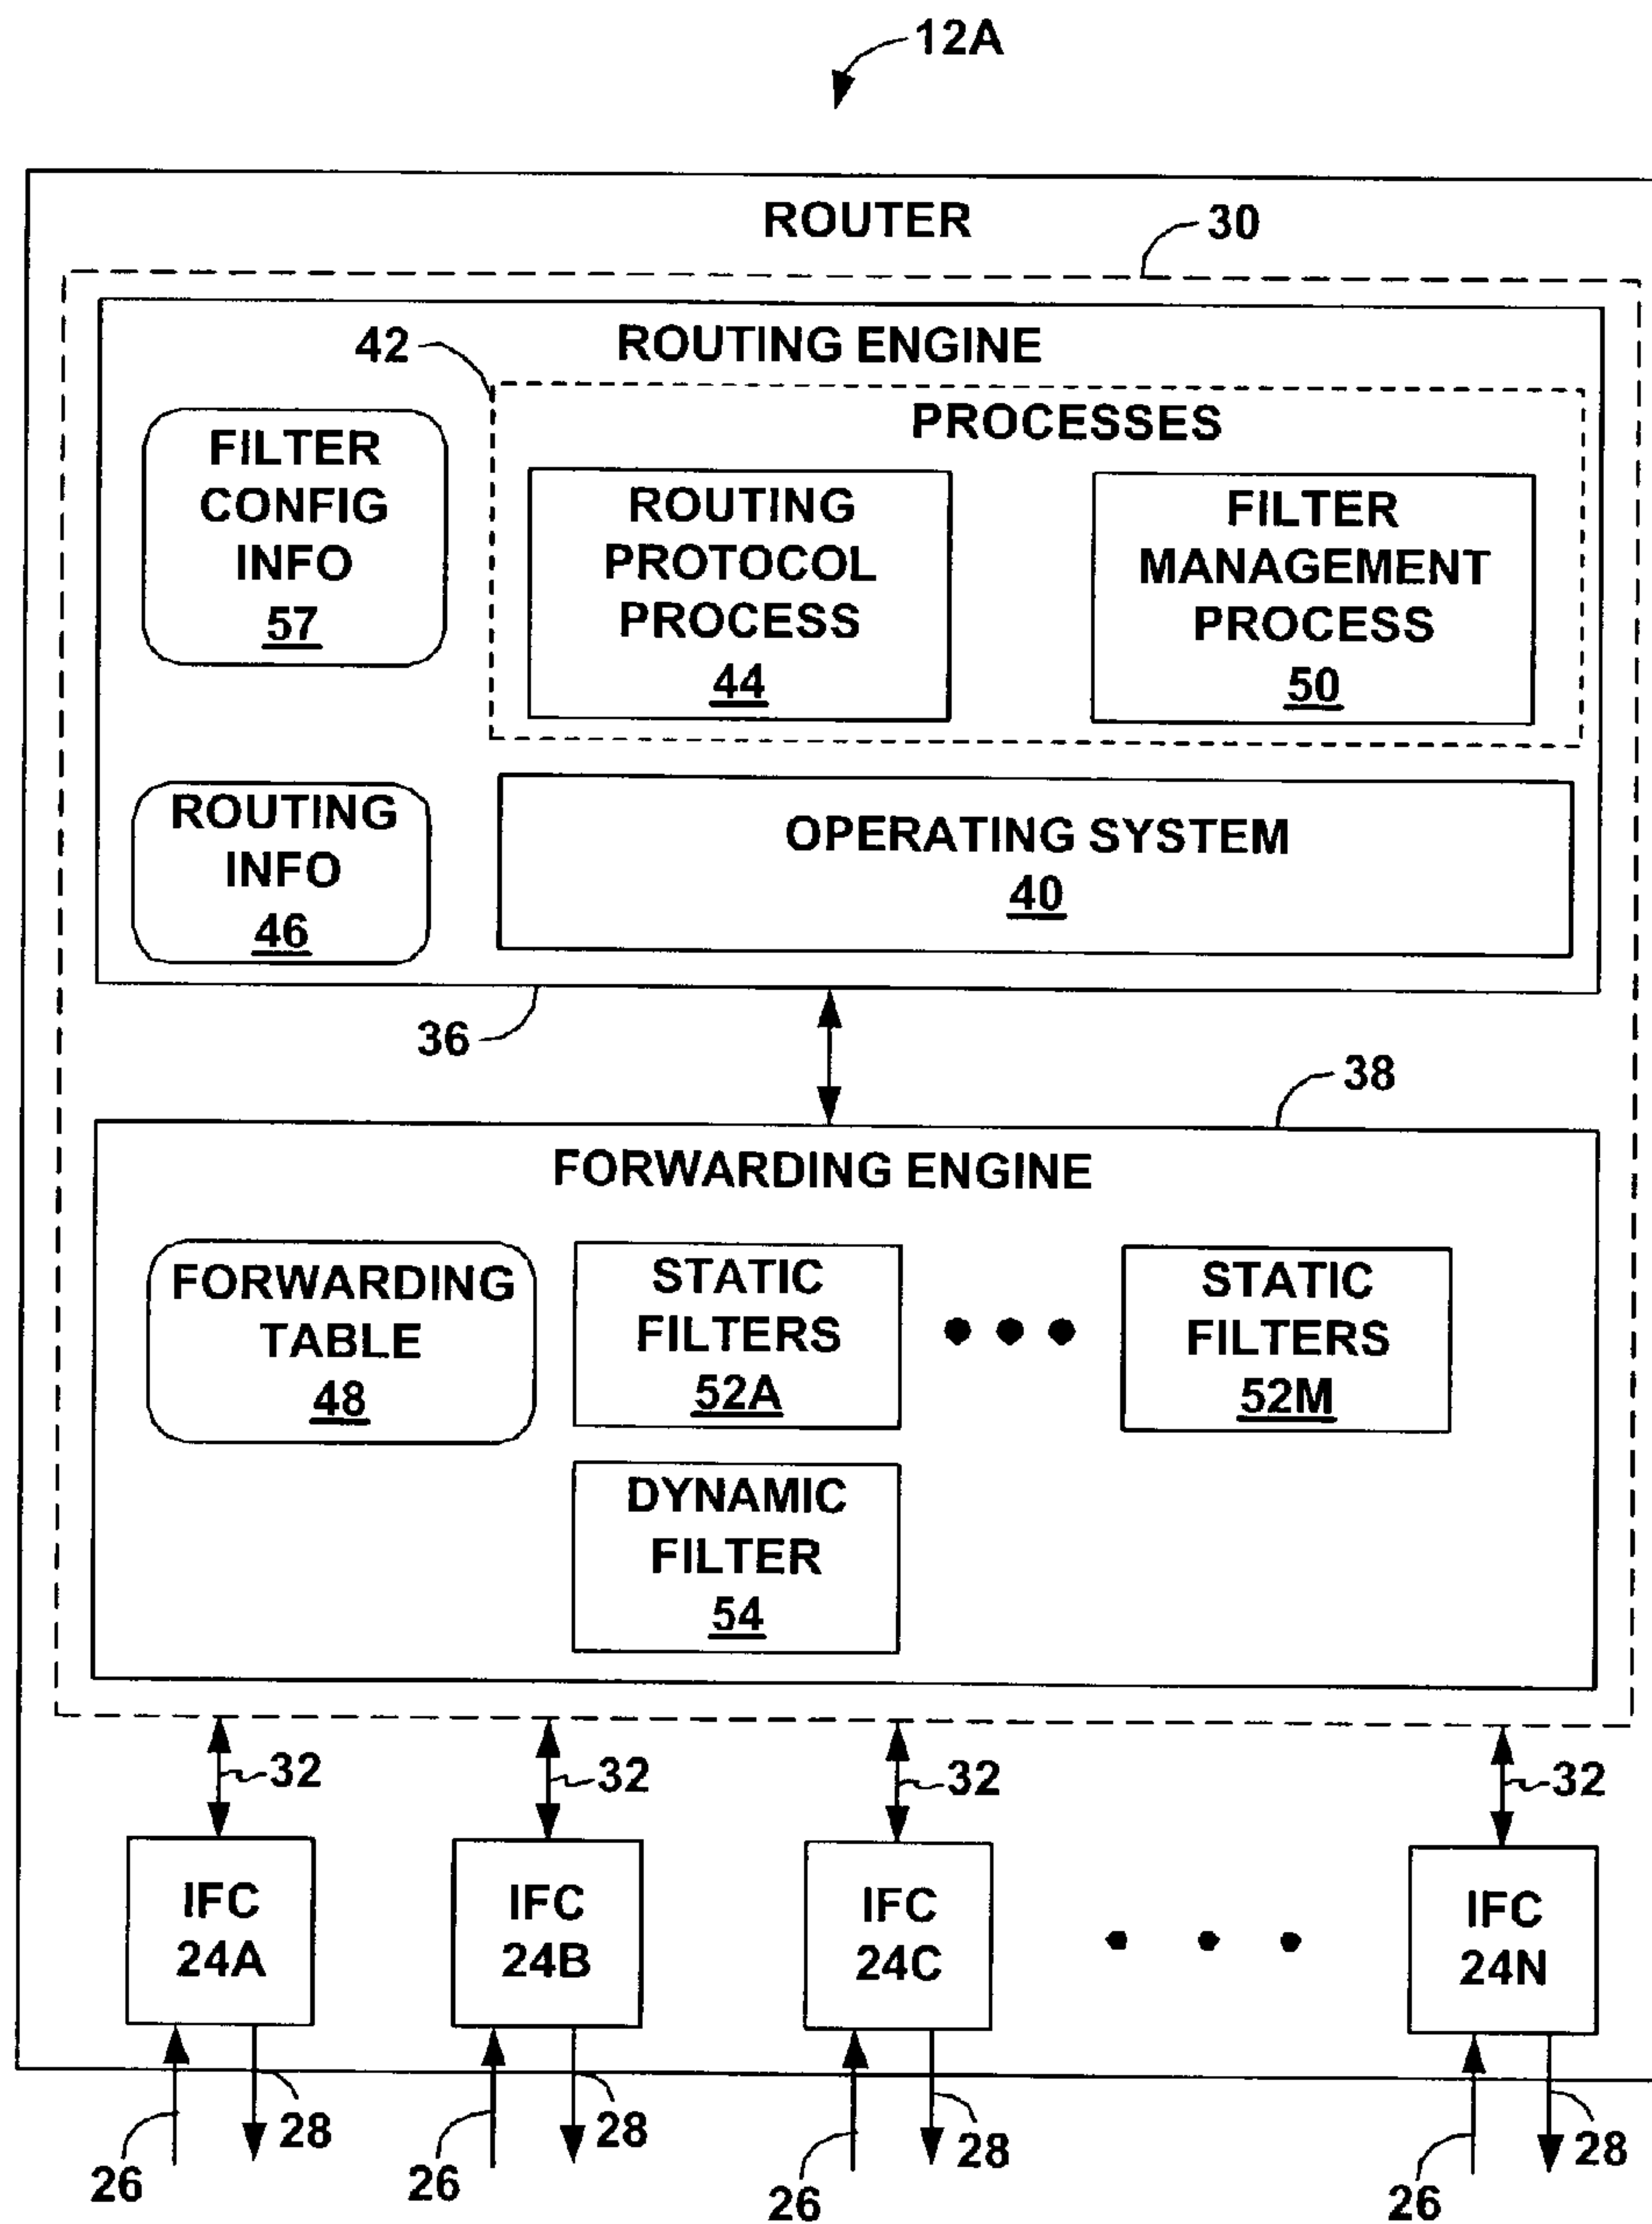 12A
ROUTER
30
42
ROUTING ENGINE
FILTER
CONFIG
INFO
57
PROCESSES
ROUTING
PROTOCOL
PROCESS
44
FILTER
MANAGEMENT
PROCESS
50
ROUTING
INFO
46
OPERATING SYSTEM
40
36
38
FORWARDING ENGINE
FORWARDING
TABLE
48
STATIC
FILTERS
52A
STATIC
FILTERS
52M
DYNAMIC
FILTER
54
32
32
32
32
IFC
24A
IFC
24B
IFC
24C
IFC
24N
26
28
26
28
26
28
26
28